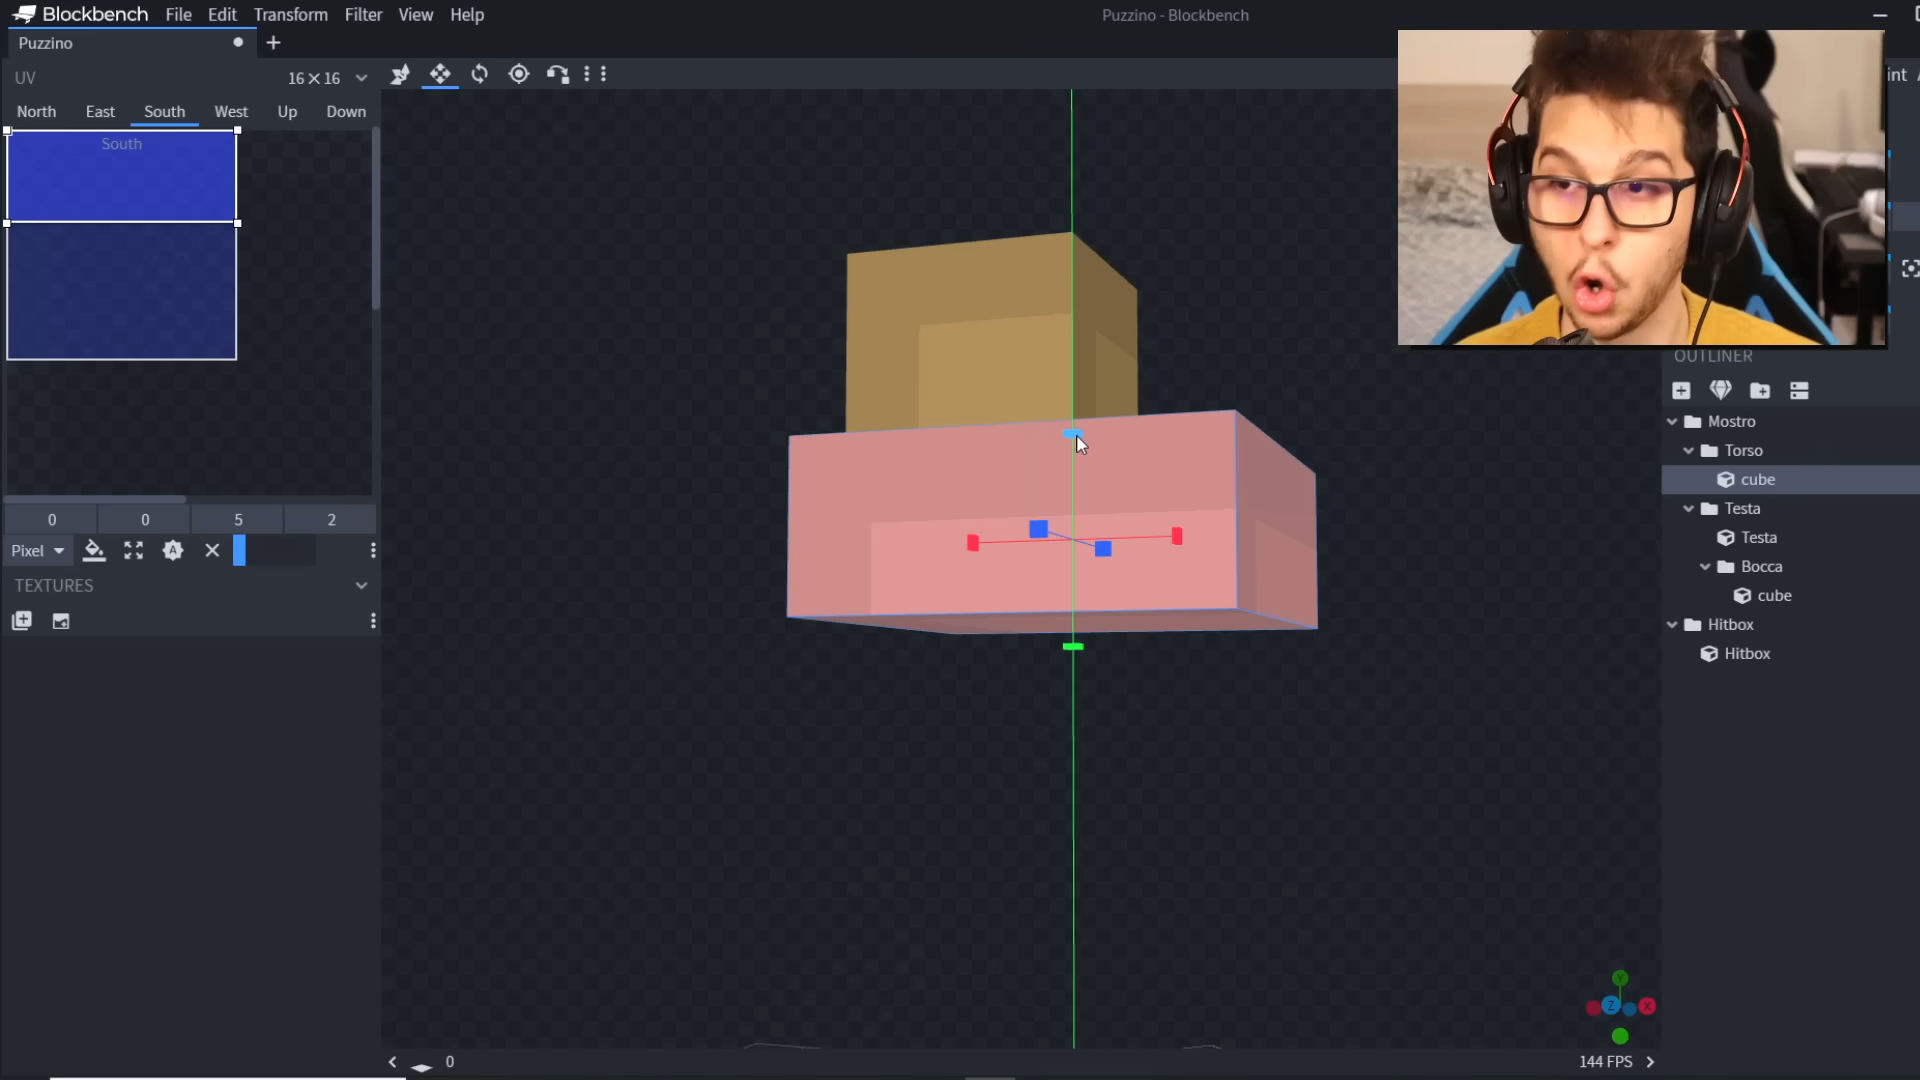 Blockbench File Edit Transform Filter View Help
Puzzino - Blockbench
Puzzino
UV 16×16
int
North East South West Up Down
South
0 0 5 2
Pixel
TEXTURES
OUTLINER
Mostro
Torso
cube
Testa
Testa
Bocca
cube
Hitbox
Hitbox
Y
Z X
0
144 FPS